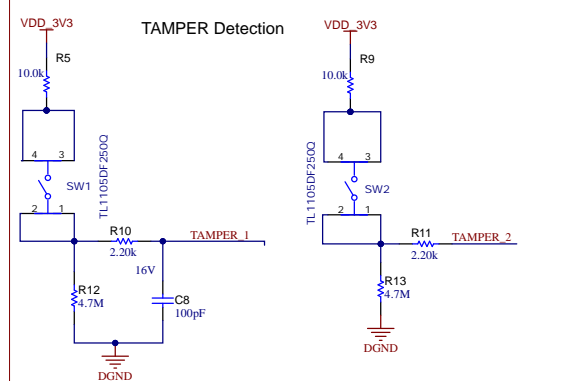 TAMPER Detection
VDD_3V3
R5
10.0k
4 3
SW1
2 1
TL1105DF250Q
R10
2.20k
TAMPER_1
16V
R12
4.7M
C8
100pF
DGND
VDD_3V3
R9
10.0k
4 3
SW2
2 1
TL1105DF250Q
R11
2.20k
TAMPER_2
R13
4.7M
DGND